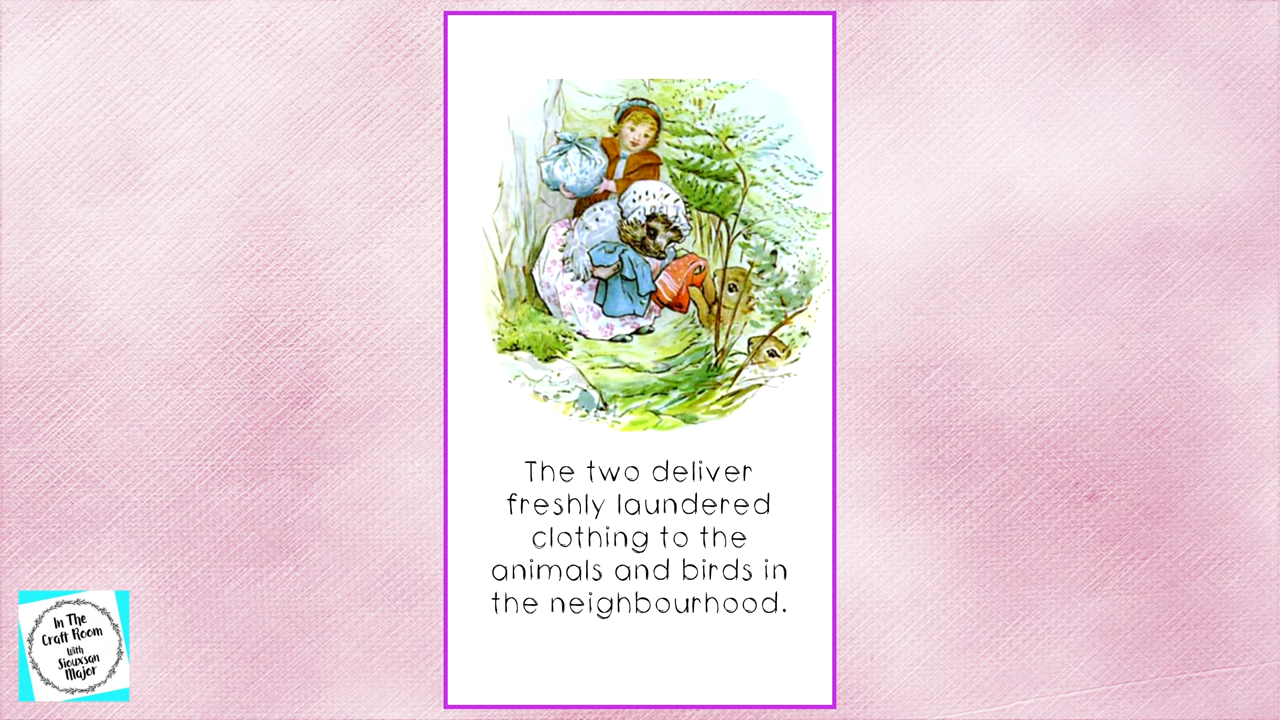 The two deliver
freshly laundered
clothing to the
animals and birds in
the neighbourhood.
In The
Craft Room
With
Siouxsan
Major